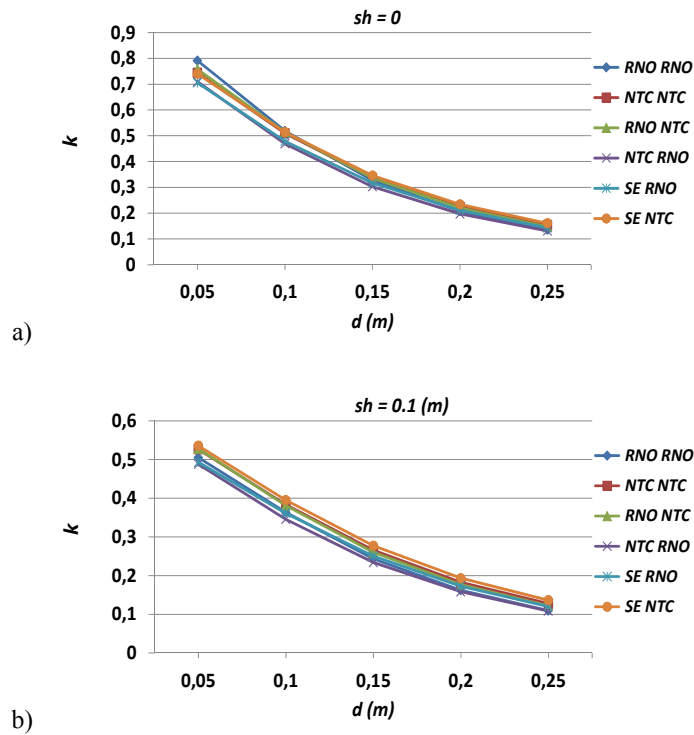 sh = 0
0,9
0,8
0,7
0,6
0,5
0,4
0,3
0,2
0,1
0
k
0,05 0,1 0,15 0,2 0,25
d (m)
RNO RNO
NTC NTC
RNO NTC
NTC RNO
SE RNO
SE NTC
a)
sh = 0.1 (m)
0,6
0,5
0,4
0,3
0,2
0,1
0
k
0,05 0,1 0,15 0,2 0,25
d (m)
RNO RNO
NTC NTC
RNO NTC
NTC RNO
SE RNO
SE NTC
b)